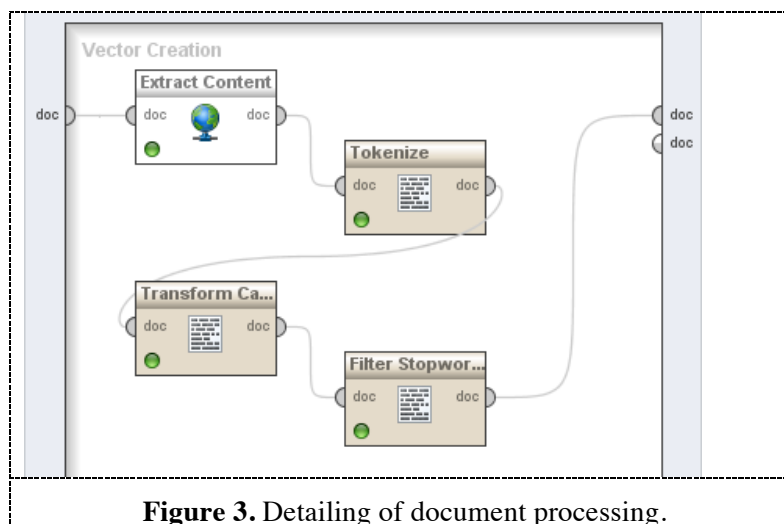 Vector Creation
Extract Content
doc doc doc doc
doc
Tokenize
doc doc
Transform Ca...
doc doc
Filter Stopwor...
doc doc
Figure 3. Detailing of document processing.